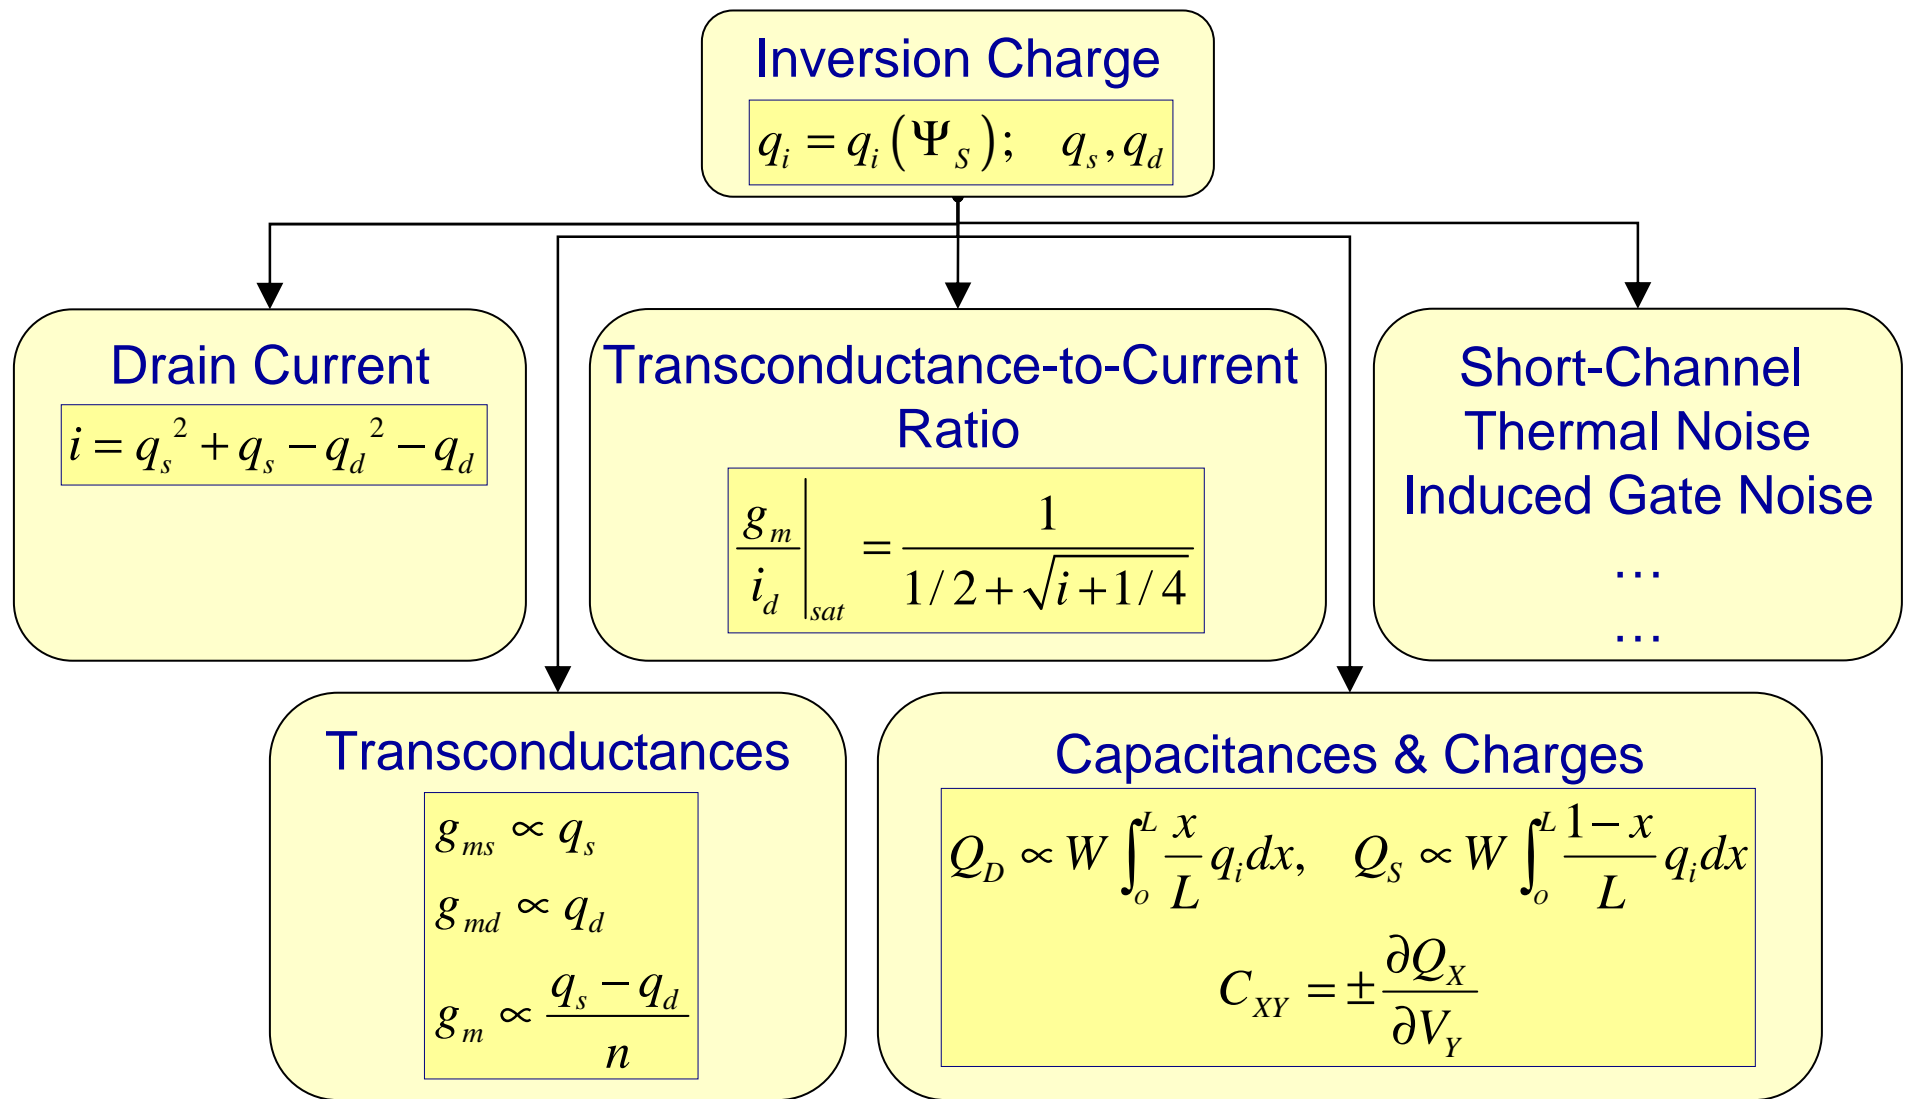 Inversion Charge
q_i = q_i (Ψ_S); q_s, q_d
Drain Current
i = q_s^2 + q_s − q_d^2 − q_d
Transconductance-to-Current
Ratio
g_m / i_d |_sat = 1 / (1/2 + √(i + 1/4))
Short-Channel
Thermal Noise
Induced Gate Noise
…
…
Transconductances
g_ms ∝ q_s
g_md ∝ q_d
g_m ∝ (q_s − q_d) / n
Capacitances & Charges
Q_D ∝ W ∫_o^L (x / L) q_i dx, Q_S ∝ W ∫_o^L ((1 − x) / L) q_i dx
C_XY = ± ∂Q_X / ∂V_Y